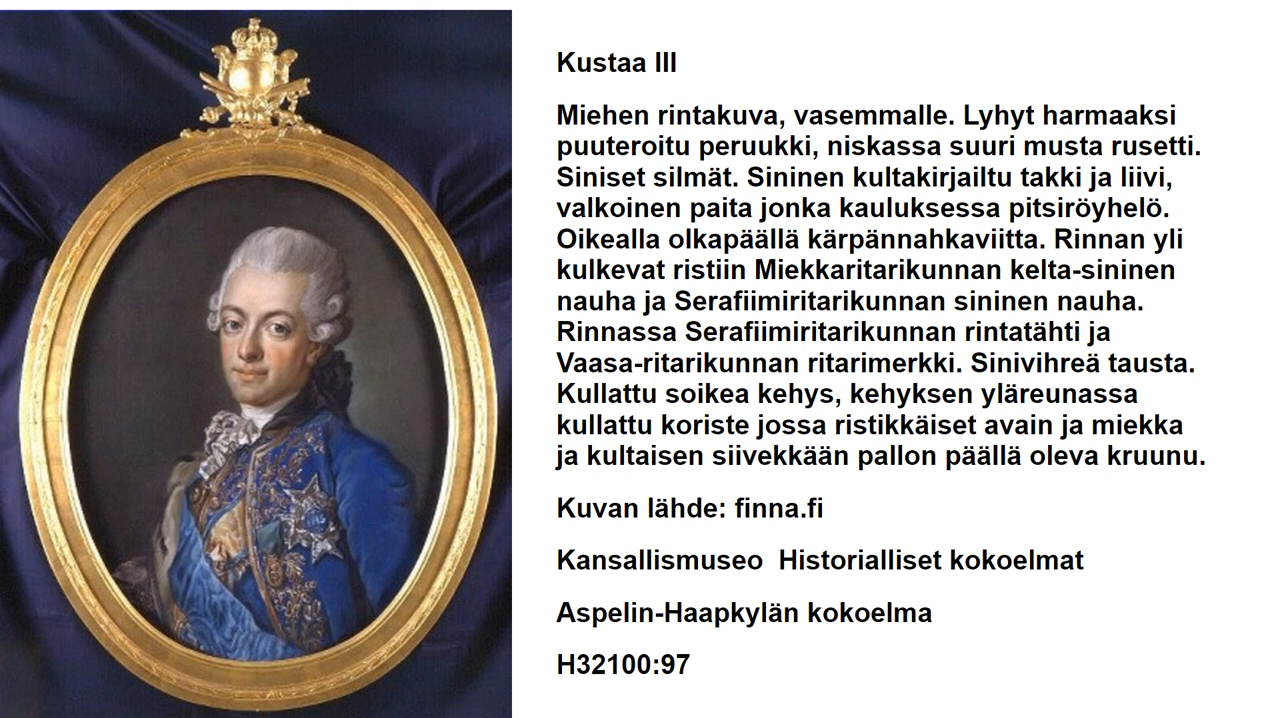 Kustaa III
Miehen rintakuva, vasemmalle. Lyhyt harmaaksi
puuteroitu peruukki, niskassa suuri musta rusetti.
Siniset silmät. Sininen kultakirjailtu takki ja liivi,
valkoinen paita jonka kauluksessa pitsiröyhelö.
Oikealla olkapäällä kärpännahkaviitta. Rinnan yli
kulkevat ristiin Miekkaritarikunnan kelta-sininen
nauha ja Serafiimiritarikunnan sininen nauha.
Rinnassa Serafiimiritarikunnan rintatähti ja
Vaasa-ritarikunnan ritarimerkki. Sinivihreä tausta.
Kullattu soikea kehys, kehyksen yläreunassa
kullattu koriste jossa ristikkäiset avain ja miekka
ja kultaisen siivekkään pallon päällä oleva kruunu.
Kuvan lähde: finna.fi
Kansallismuseo  Historialliset kokoelmat
Aspelin-Haapkylän kokoelma
H32100:97